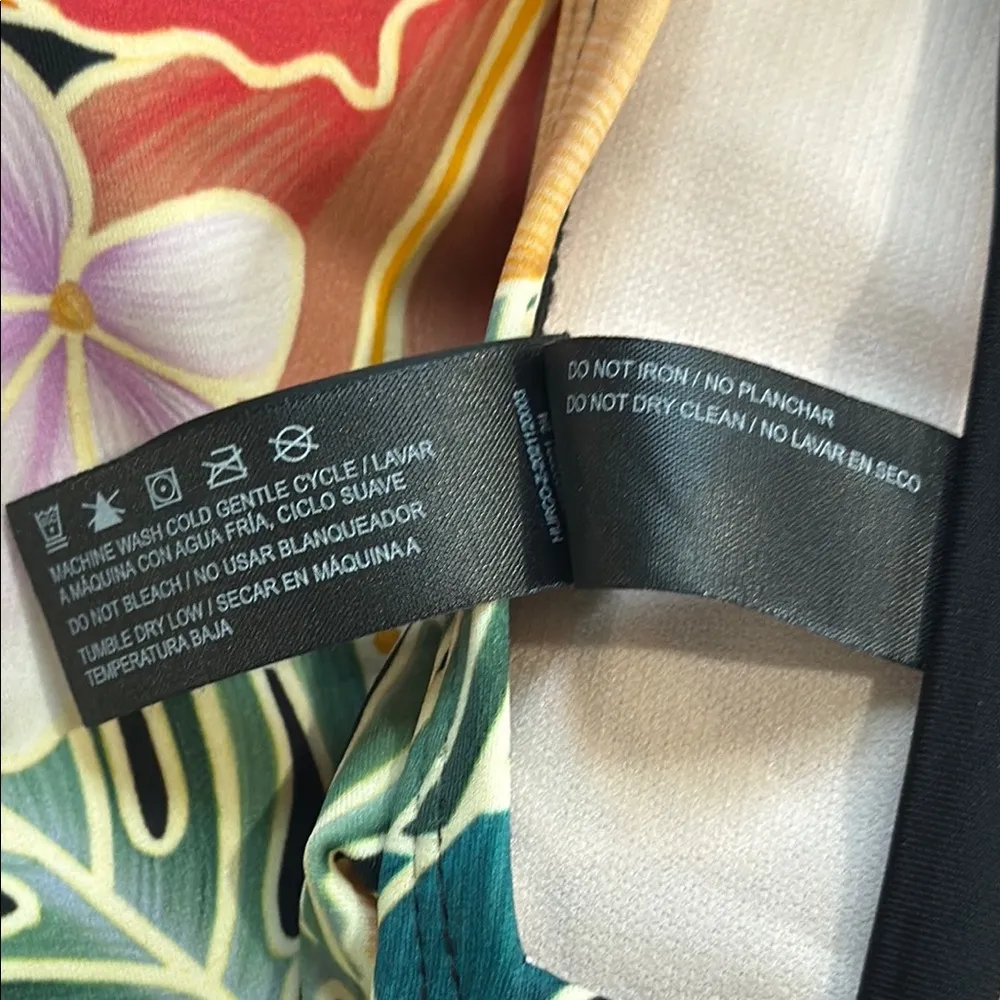 MACHINE WASH COLD GENTLE CYCLE / LAVAR
A MÁQUINA CON AGUA FRÍA, CICLO SUAVE
DO NOT BLEACH / NO USAR BLANQUEADOR
TUMBLE DRY LOW / SECAR EN MÁQUINA A
TEMPERATURA BAJA
DO NOT IRON / NO PLANCHAR
DO NOT DRY CLEAN / NO LAVAR EN SECO